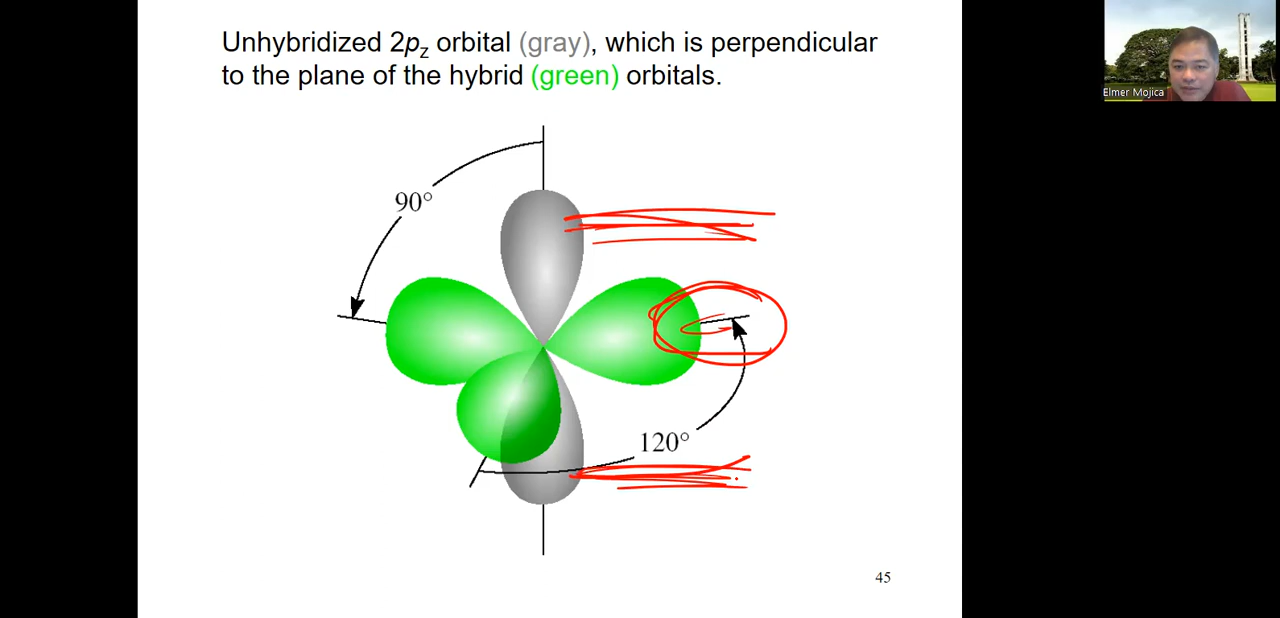 Unhybridized 2pz orbital (gray), which is perpendicular
to the plane of the hybrid (green) orbitals.
Elmer Mojica
90°
120°
45